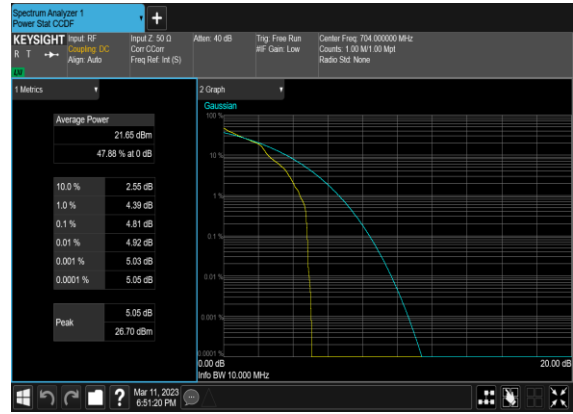 Spectrum Analyzer 1
Power Stat CCDF
KEYSIGHT
R T
LW
Input: RF
Coupling: DC
Align: Auto
Input Z: 50 Ω
Corr CCorr
Freq Ref: Int (S)
Atten: 40 dB
Trig: Free Run
#IF Gain: Low
Center Freq: 704.000000 MHz
Counts: 1.00 M/1.00 Mpt
Radio Std: None
1 Metrics
Average Power
21.65 dBm
47.88 % at 0 dB
10.0 % 2.55 dB
1.0 % 4.39 dB
0.1 % 4.81 dB
0.01 % 4.92 dB
0.001 % 5.03 dB
0.0001 % 5.05 dB
Peak
5.05 dB
26.70 dBm
2 Graph
Gaussian
100 %
10 %
1 %
0.1 %
0.01 %
0.001 %
0.0001 %
0.00 dB
20.00 dB
Info BW 10.000 MHz
?
Mar 11, 2023
6:51:20 PM